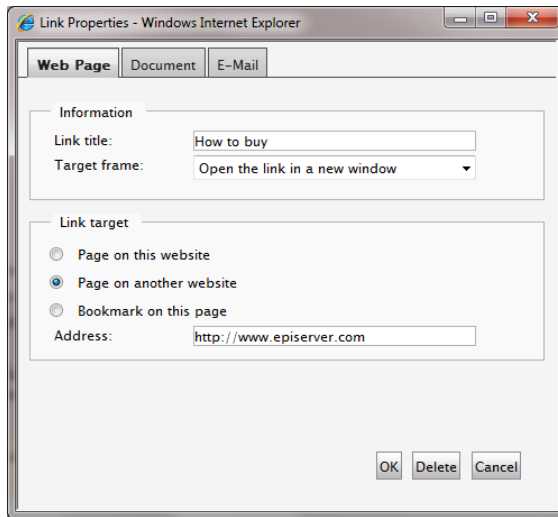 Link Properties - Windows Internet Explorer
Web Page Document E-Mail
Information
Link title: How to buy
Target frame: Open the link in a new window
Link target
Page on this website
Page on another website
Bookmark on this page
Address: http://www.episerver.com
OK Delete Cancel